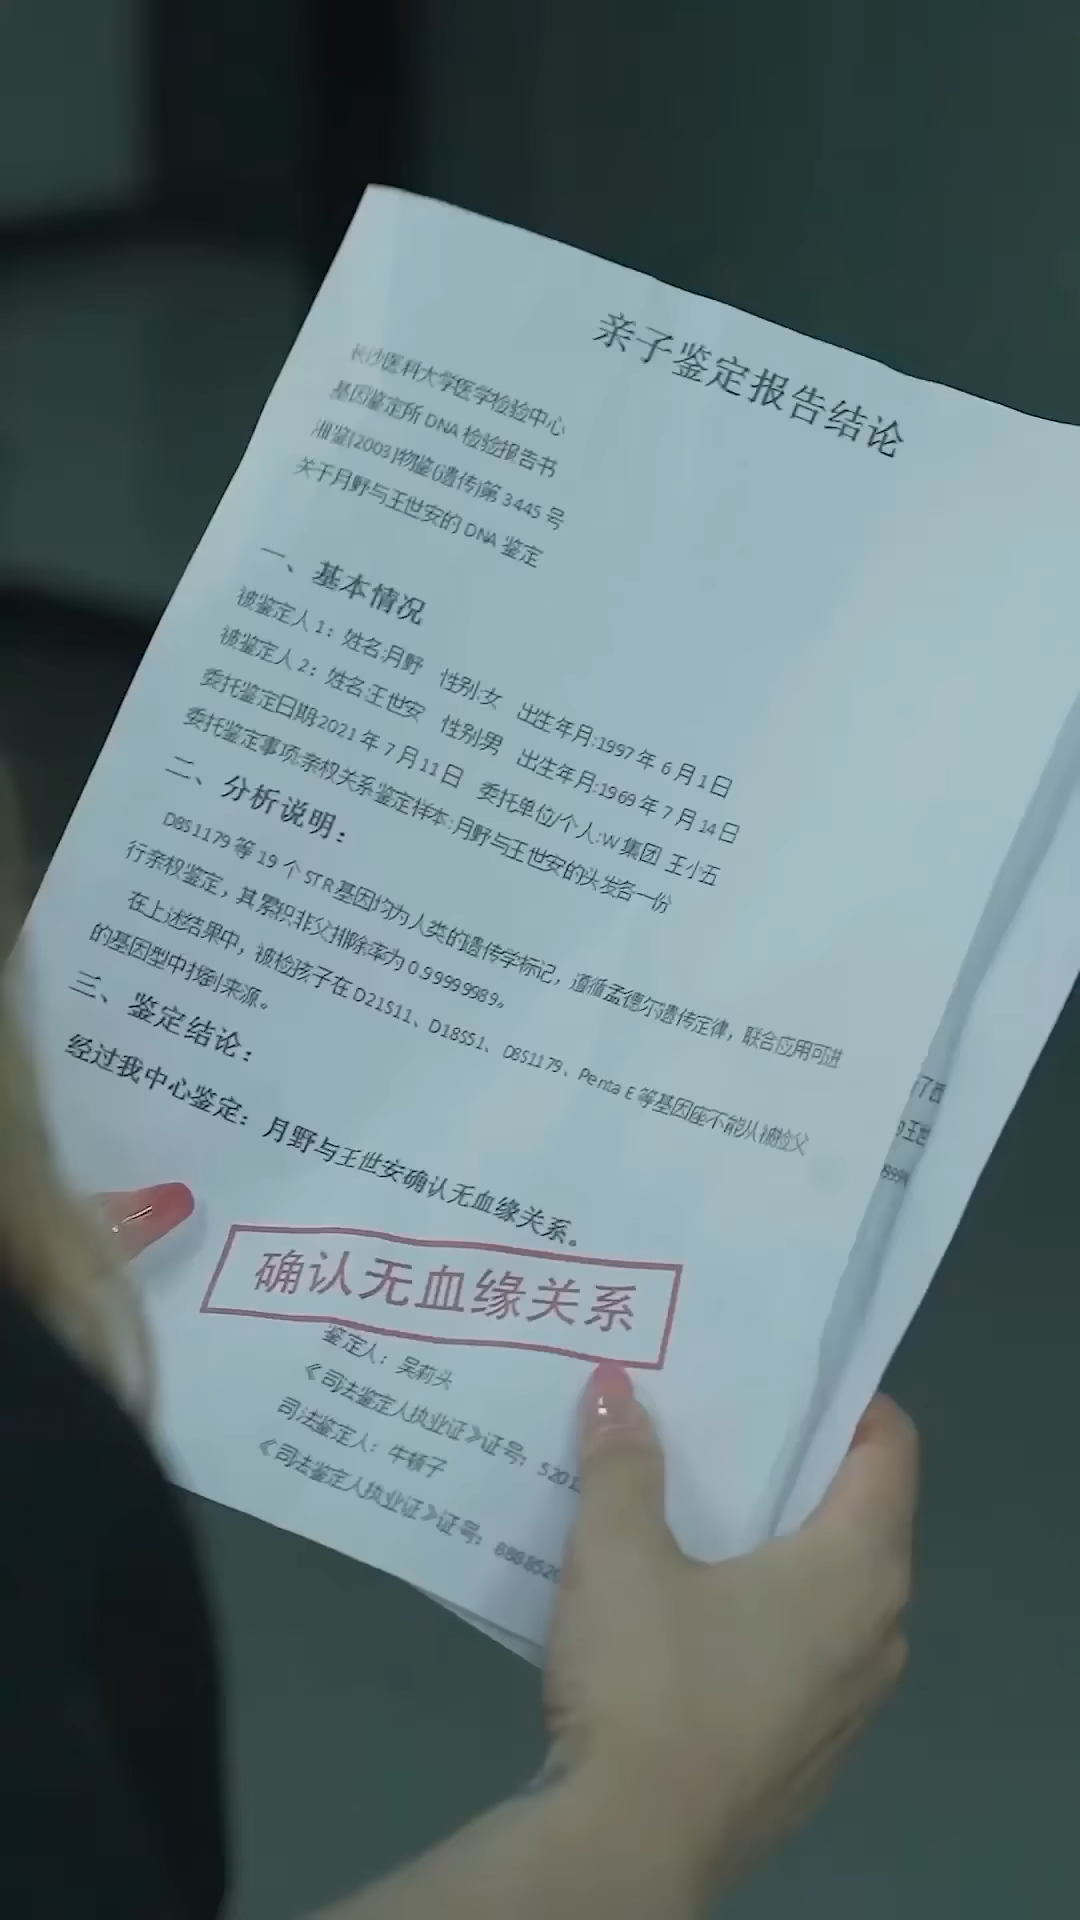 亲子鉴定报告结论
长沙医科大学医学检验中心
基因鉴定所 DNA 检验报告书
湘鉴[2003]物鉴(遗传)第 3445 号
关于月野与王世安的 DNA 鉴定
一、基本情况
被鉴定人 1：姓名:月野 性别:女 出生年月:1997 年 6 月 1 日
被鉴定人 2：姓名:王世安 性别:男 出生年月:1969 年 7 月 14 日
委托鉴定日期:2021 年 7 月 11 日 委托单位/个人:W 集团 王小五
委托鉴定事项:亲权关系鉴定样本:月野与王世安的头发各一份
二、分析说明：
D8S1179 等 19 个 STR 基因均为人类的遗传学标记，遵循孟德尔遗传定律，联合应用可进
行亲权鉴定，其累积非父排除率为 0.99999989。
在上述结果中，被检孩子在 D21S11、D18S51、D8S1179、Penta E 等基因座不能从被检父
的基因型中找到来源。
三、鉴定结论：
经过我中心鉴定：月野与王世安确认无血缘关系。
确认无血缘关系
鉴定人：吴莉头
《司法鉴定人执业证》证号：5201
司法鉴定人：牛顿子
《司法鉴定人执业证》证号：8888520